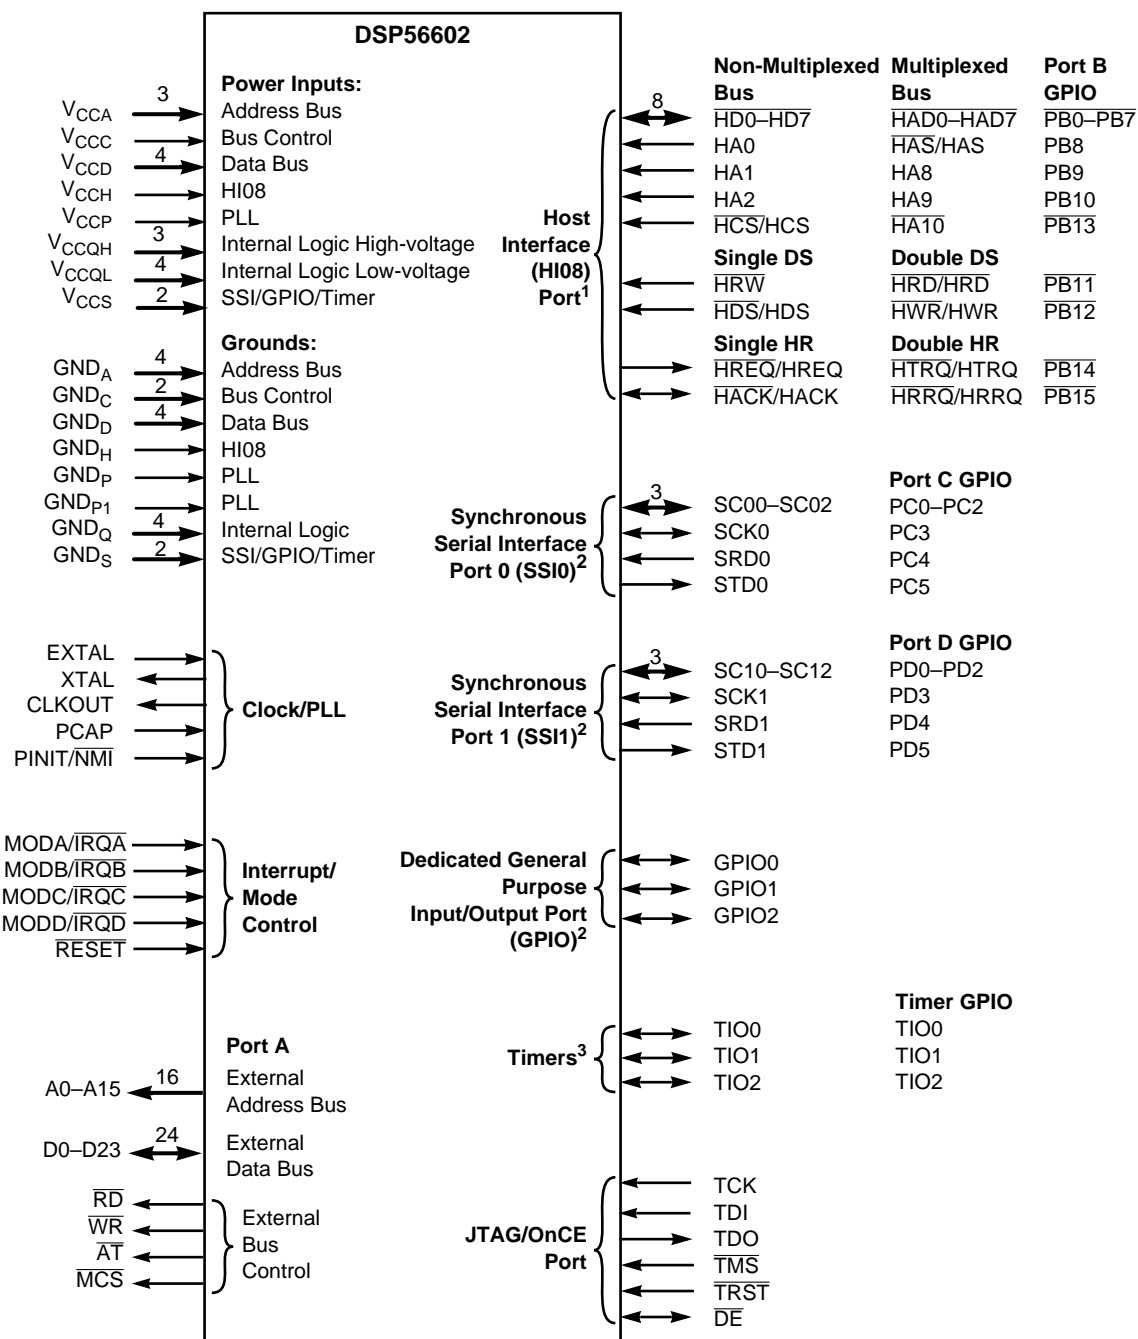 DSP56602
Power Inputs:
VCCA 3 Address Bus
VCCC Bus Control
VCCD 4 Data Bus
VCCH HI08
VCCP PLL
VCCQH 3 Internal Logic High-voltage
VCCQL 4 Internal Logic Low-voltage
VCCS 2 SSI/GPIO/Timer
Grounds:
GNDA 4 Address Bus
GNDC 2 Bus Control
GNDD 4 Data Bus
GNDH HI08
GNDP PLL
GNDP1 PLL
GNDQ 4 Internal Logic
GNDS 2 SSI/GPIO/Timer
EXTAL
XTAL
CLKOUT
PCAP
PINIT/NMI
Clock/PLL
MODA/IRQA
MODB/IRQB
MODC/IRQC
MODD/IRQD
RESET
Interrupt/
Mode
Control
Port A
A0–A15 16 External
Address Bus
D0–D23 24 External
Data Bus
RD
WR
AT
MCS
External
Bus
Control
Host
Interface
(HI08)
Port1
Non-Multiplexed Multiplexed Port B
Bus Bus GPIO
8 HD0–HD7 HAD0–HAD7 PB0–PB7
HA0 HAS/HAS PB8
HA1 HA8 PB9
HA2 HA9 PB10
HCS/HCS HA10 PB13
Single DS Double DS
HRW HRD/HRD PB11
HDS/HDS HWR/HWR PB12
Single HR Double HR
HREQ/HREQ HTRQ/HTRQ PB14
HACK/HACK HRRQ/HRRQ PB15
Synchronous
Serial Interface
Port 0 (SSI0)2
Port C GPIO
3 SC00–SC02 PC0–PC2
SCK0 PC3
SRD0 PC4
STD0 PC5
Synchronous
Serial Interface
Port 1 (SSI1)2
Port D GPIO
3 SC10–SC12 PD0–PD2
SCK1 PD3
SRD1 PD4
STD1 PD5
Dedicated General
Purpose
Input/Output Port
(GPIO)2
GPIO0
GPIO1
GPIO2
Timers3
Timer GPIO
TIO0 TIO0
TIO1 TIO1
TIO2 TIO2
JTAG/OnCE
Port
TCK
TDI
TDO
TMS
TRST
DE